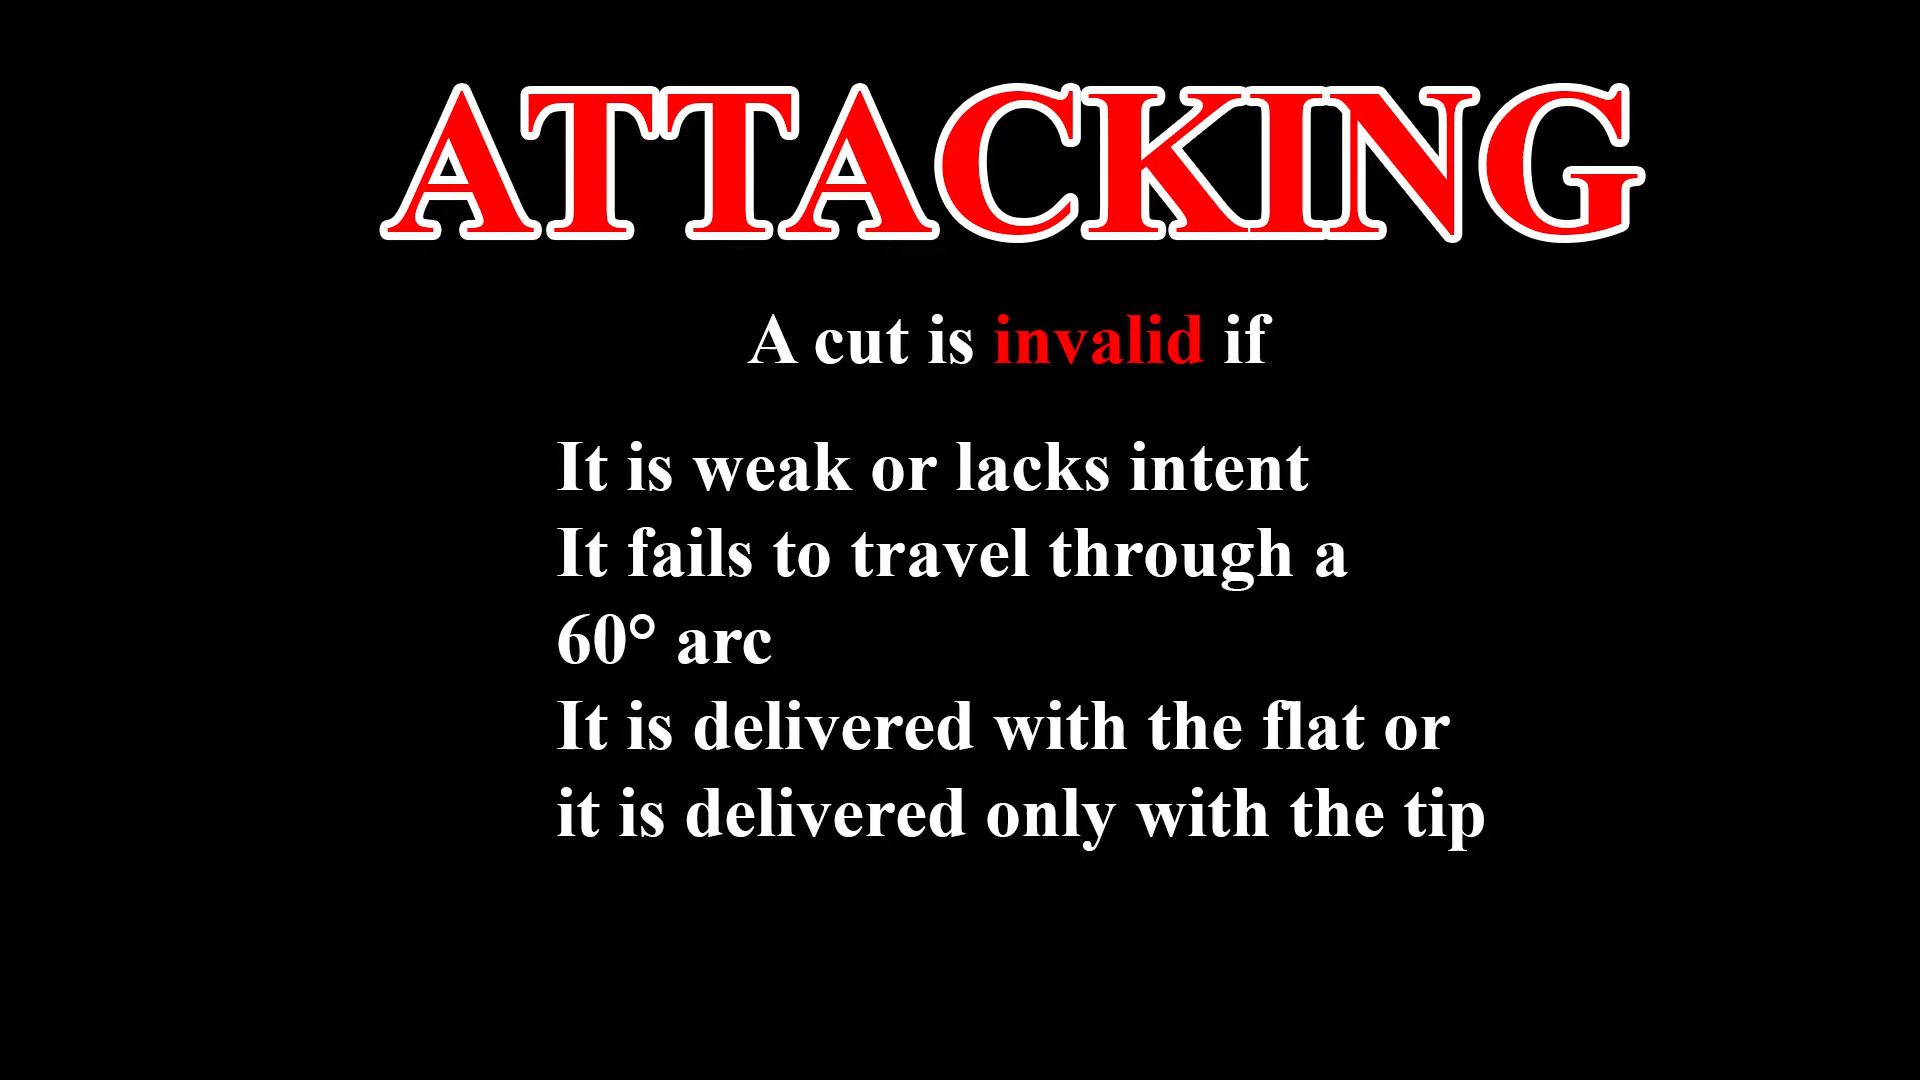 ATTACKING
A cut is invalid if
It is weak or lacks intent
It fails to travel through a
60° arc
It is delivered with the flat or
it is delivered only with the tip